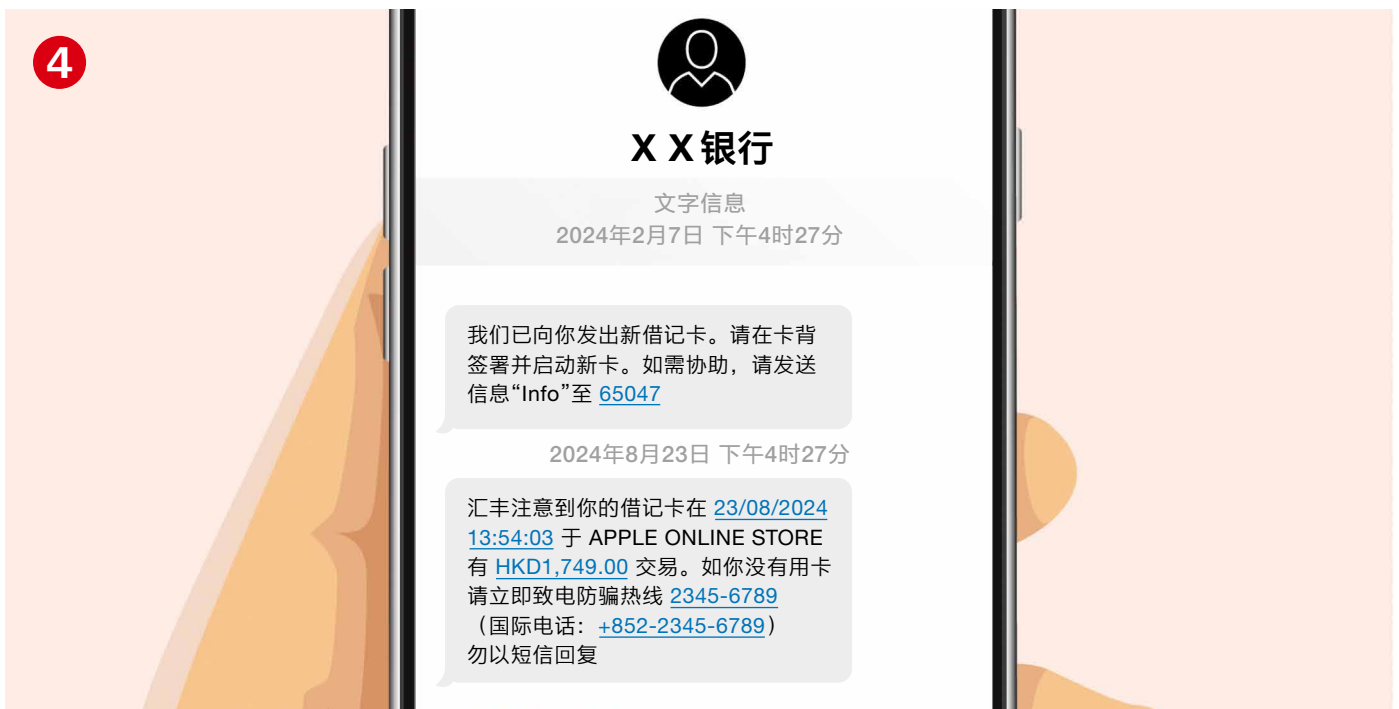 4
X X 银行
文字信息
2024年2月7日 下午4时27分
我们已向你发出新借记卡。请在卡背
签署并启动新卡。如需协助，请发送
信息“Info”至 65047
2024年8月23日 下午4时27分
汇丰注意到你的借记卡在 23/08/2024
13:54:03 于 APPLE ONLINE STORE
有 HKD1,749.00 交易。如你没有用卡
请立即致电防骗热线 2345-6789
（国际电话：+852-2345-6789）
勿以短信回复